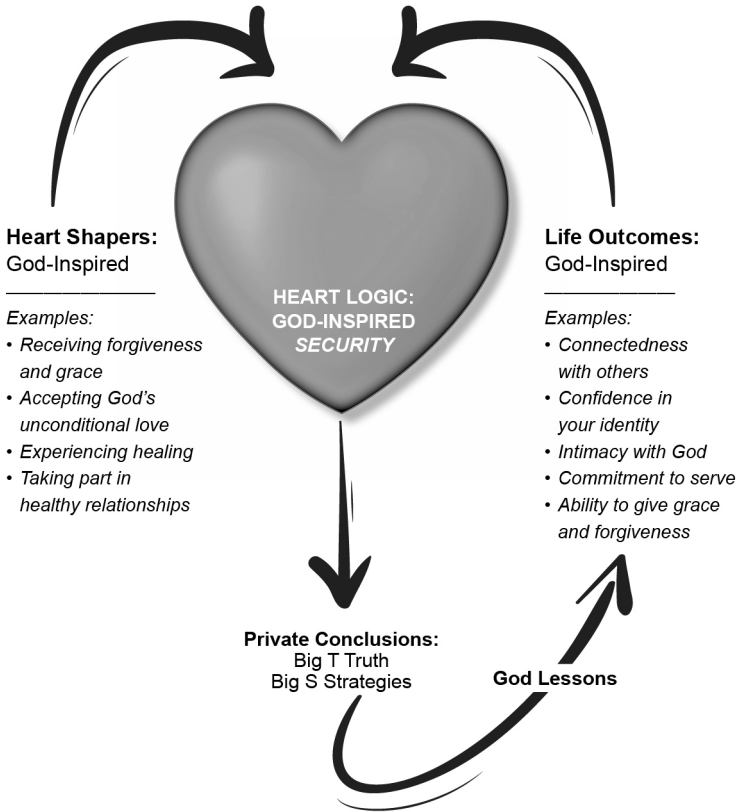 Heart Shapers:
God-Inspired
Examples:
• Receiving forgiveness
and grace
• Accepting God's
unconditional love
• Experiencing healing
• Taking part in
healthy relationships
HEART LOGIC:
GOD-INSPIRED
SECURITY
Life Outcomes:
God-Inspired
Examples:
• Connectedness
with others
• Confidence in
your identity
• Intimacy with God
• Commitment to serve
• Ability to give grace
and forgiveness
Private Conclusions:
Big T Truth
Big S Strategies
God Lessons